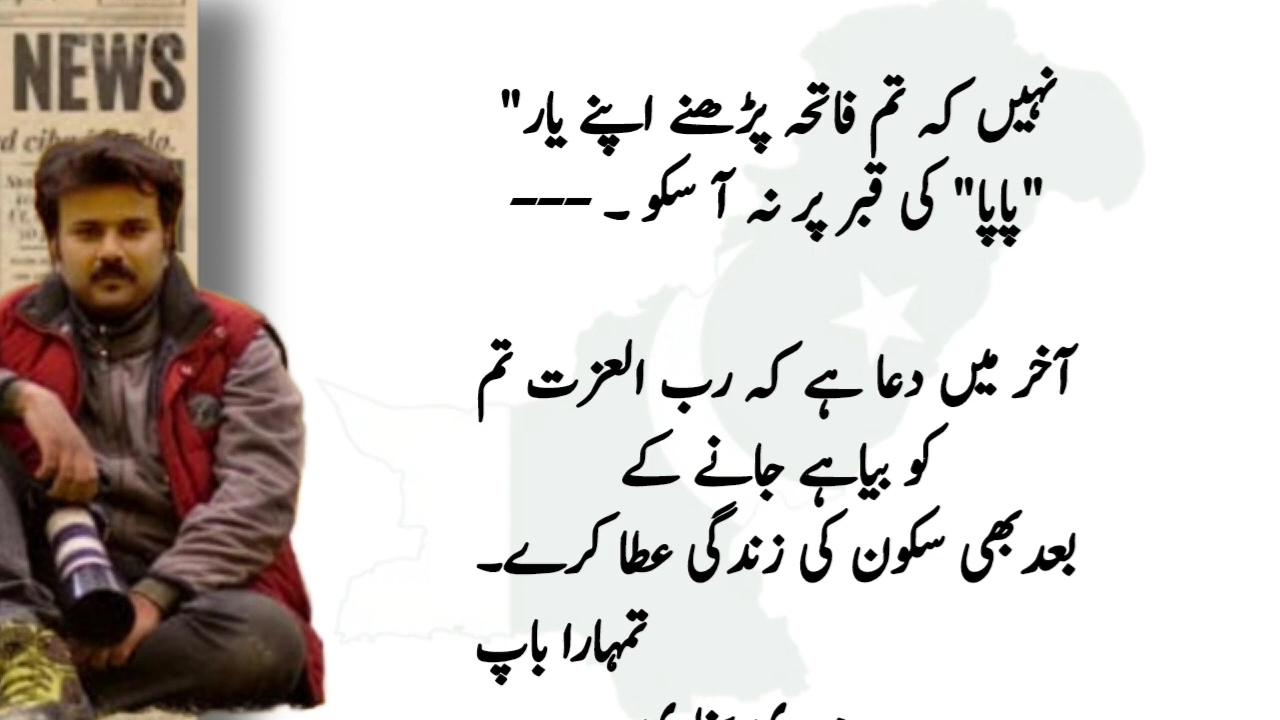 NEWS
نہیں کہ تم فاتحہ پڑھنے اپنے یار"
"پاپا" کی قبر پر نہ آ سکو ۔ ---
آخر میں دعا ہے کہ رب العزت تم
کو بیاہے جانے کے
بعد بھی سکون کی زندگی عطا کرے۔
تمہارا باپ